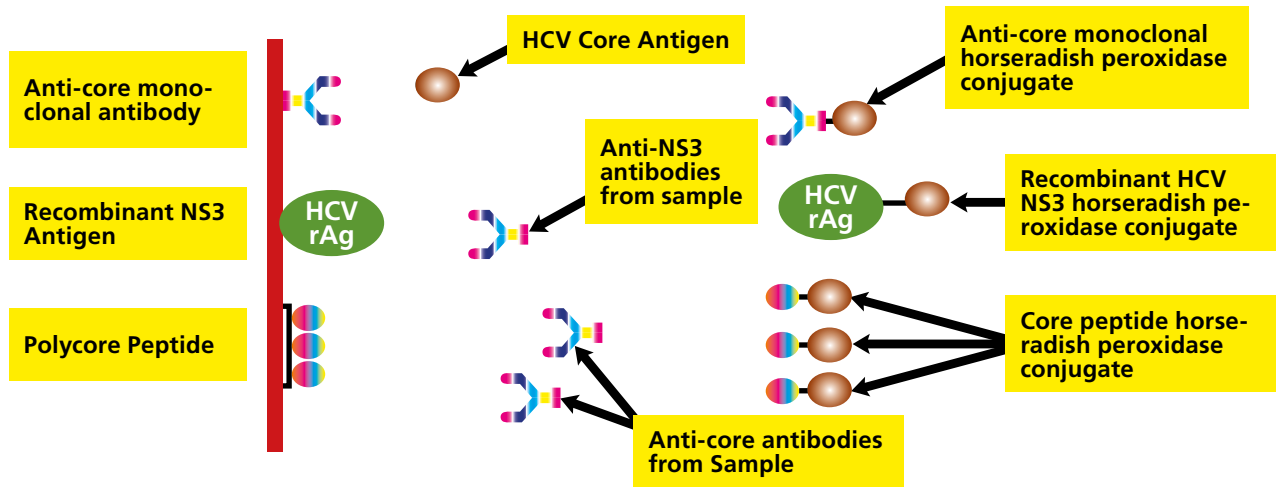 Anti-core mono-
clonal antibody
HCV Core Antigen
Anti-core monoclonal
horseradish peroxidase
conjugate
Anti-NS3
antibodies
from sample
Recombinant NS3
Antigen
HCV
rAg
HCV
rAg
Recombinant HCV
NS3 horseradish pe-
roxidase conjugate
Polycore Peptide
Core peptide horse-
radish peroxidase
conjugate
Anti-core antibodies
from Sample